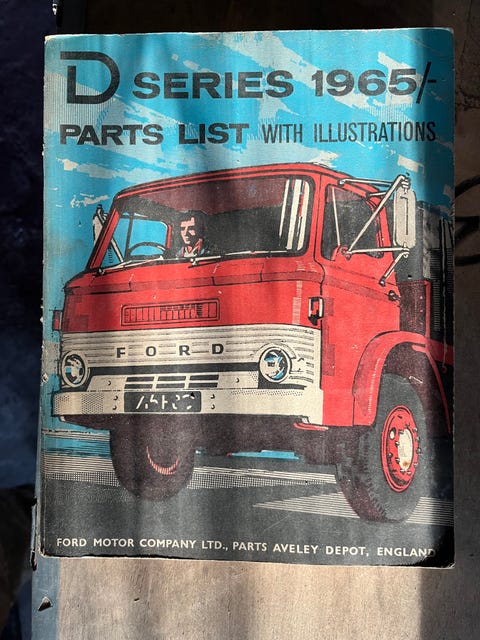 D SERIES 1965/-
PARTS LIST WITH ILLUSTRATIONS
FORD
FORD MOTOR COMPANY LTD., PARTS AVELEY DEPOT, ENGLAND